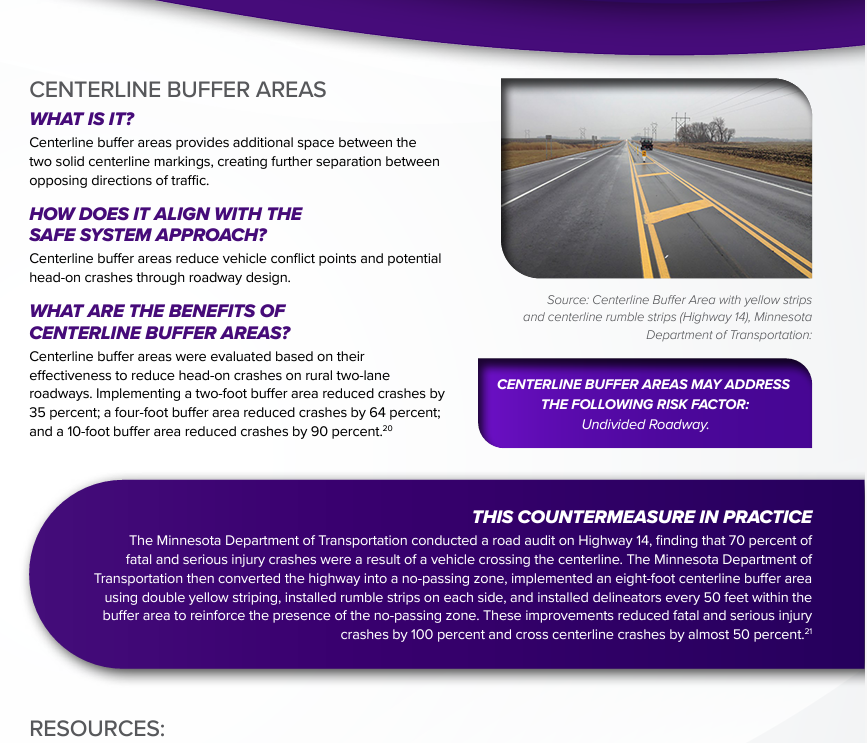 CENTERLINE BUFFER AREAS
WHAT IS IT?
Centerline buffer areas provides additional space between the
two solid centerline markings, creating further separation between
opposing directions of traffic.
HOW DOES IT ALIGN WITH THE
SAFE SYSTEM APPROACH?
Centerline buffer areas reduce vehicle conflict points and potential
head-on crashes through roadway design.
WHAT ARE THE BENEFITS OF
CENTERLINE BUFFER AREAS?
Centerline buffer areas were evaluated based on their
effectiveness to reduce head-on crashes on rural two-lane
roadways. Implementing a two-foot buffer area reduced crashes by
35 percent; a four-foot buffer area reduced crashes by 64 percent;
and a 10-foot buffer area reduced crashes by 90 percent.20
Source: Centerline Buffer Area with yellow strips
and centerline rumble strips (Highway 14), Minnesota
Department of Transportation:
CENTERLINE BUFFER AREAS MAY ADDRESS
THE FOLLOWING RISK FACTOR:
Undivided Roadway.
THIS COUNTERMEASURE IN PRACTICE
The Minnesota Department of Transportation conducted a road audit on Highway 14, finding that 70 percent of
fatal and serious injury crashes were a result of a vehicle crossing the centerline. The Minnesota Department of
Transportation then converted the highway into a no-passing zone, implemented an eight-foot centerline buffer area
using double yellow striping, installed rumble strips on each side, and installed delineators every 50 feet within the
buffer area to reinforce the presence of the no-passing zone. These improvements reduced fatal and serious injury
crashes by 100 percent and cross centerline crashes by almost 50 percent.21
RESOURCES: